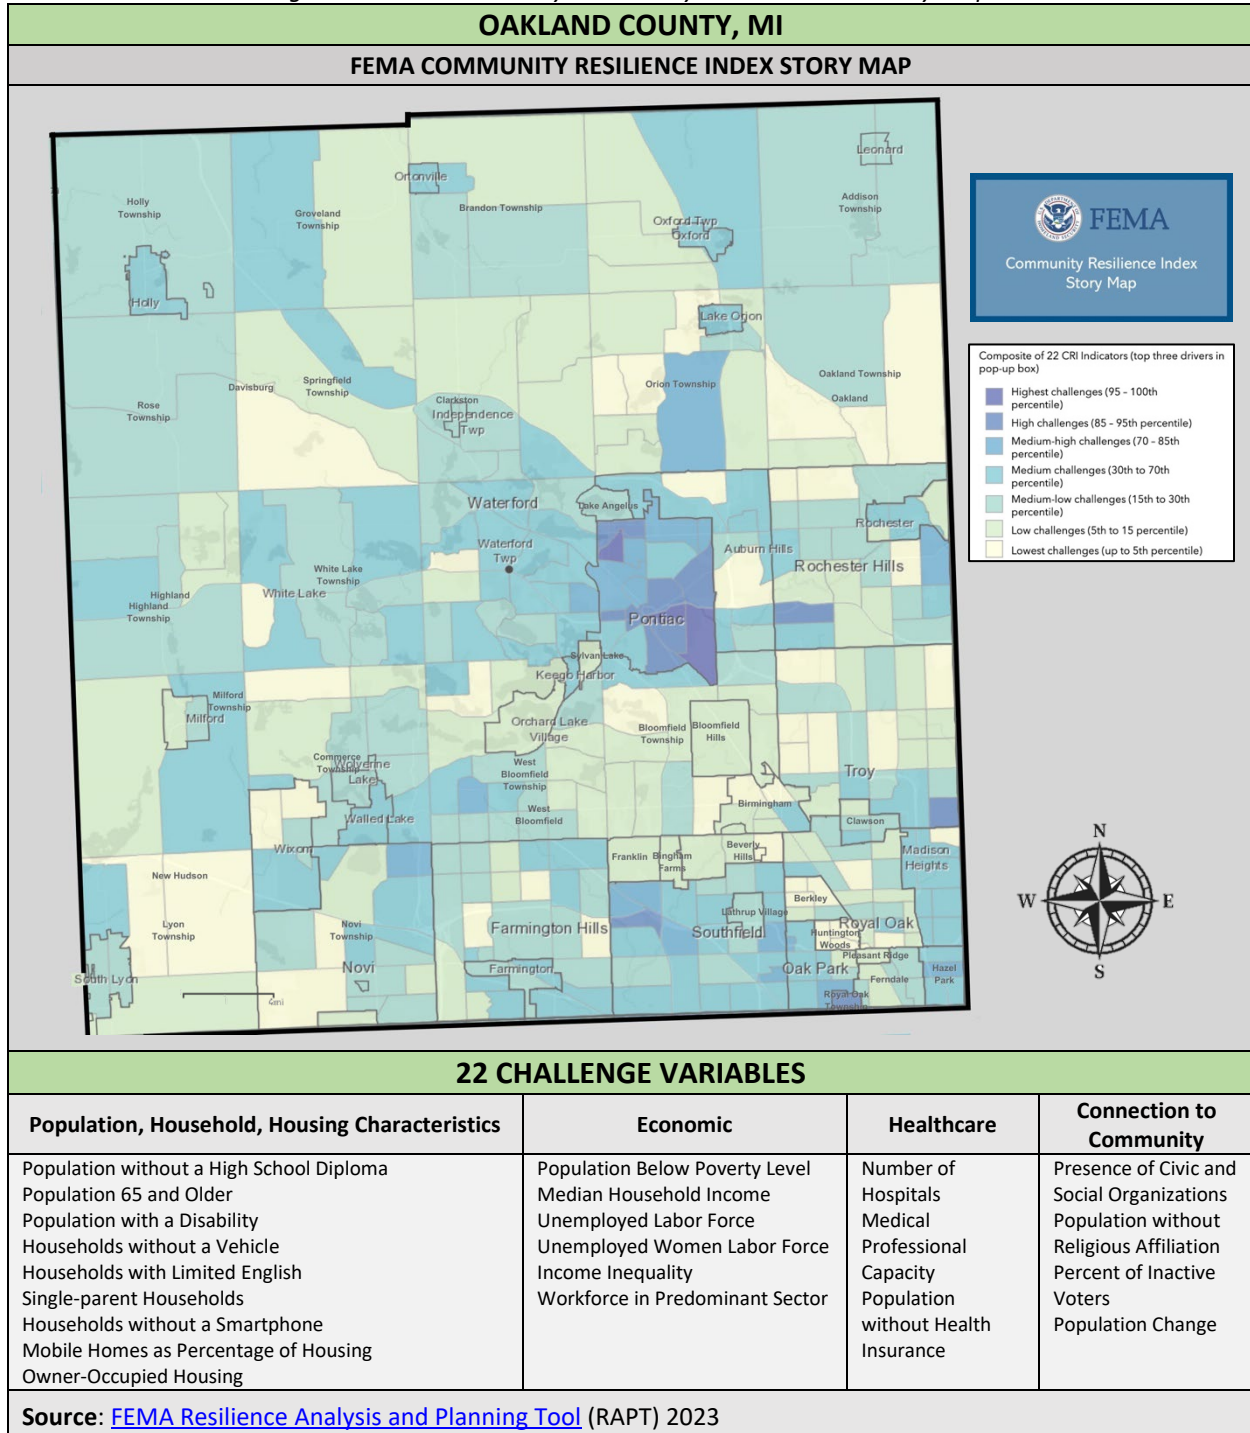 OAKLAND COUNTY, MI
FEMA COMMUNITY RESILIENCE INDEX STORY MAP
Leonard
Ortonville
Holly
Township
Groveland
Township
Brandon Township
Addison
Township
Oxford Twp
Oxford
Holly
Lake Orion
FEMA
Community Resilience Index
Story Map
Composite of 22 CRI Indicators (top three drivers in
pop-up box)
Highest challenges (95 - 100th
percentile)
High challenges (85 - 95th percentile)
Medium-high challenges (70 - 85th
percentile)
Medium challenges (30th to 70th
percentile)
Medium-low challenges (15th to 30th
percentile)
Low challenges (5th to 15 percentile)
Lowest challenges (up to 5th percentile)
Davisburg
Springfield
Township
Orion Township
Oakland Township
Oakland
Rose
Township
Clarkston
Independence
Twp
Waterford
Lake Angelus
Rochester
Waterford
Twp
Auburn Hills
Rochester Hills
White Lake
Township
White Lake
Highland
Highland
Township
Pontiac
Sylvan Lake
Keego Harbor
Milford
Township
Milford
Orchard Lake
Village
Bloomfield
Township
Bloomfield
Hills
Commerce
Township
Wolverine
Lake
West
Bloomfield
Township
Troy
West
Bloomfield
Birmingham
Walled Lake
Clawson
Wixom
Franklin
Bingham
Farms
Beverly
Hills
Madison
Heights
New Hudson
Berkley
Lyon
Township
Novi
Township
Farmington Hills
Lathrup Village
Southfield
Royal Oak
Huntington
Woods
Pleasant Ridge
Novi
Farmington
Oak Park
Ferndale
Hazel
Park
South Lyon
Royal Oak
Township
N
W
E
S
22 CHALLENGE VARIABLES
Population, Household, Housing Characteristics
Population without a High School Diploma
Population 65 and Older
Population with a Disability
Households without a Vehicle
Households with Limited English
Single-parent Households
Households without a Smartphone
Mobile Homes as Percentage of Housing
Owner-Occupied Housing
Economic
Population Below Poverty Level
Median Household Income
Unemployed Labor Force
Unemployed Women Labor Force
Income Inequality
Workforce in Predominant Sector
Healthcare
Number of
Hospitals
Medical
Professional
Capacity
Population
without Health
Insurance
Connection to
Community
Presence of Civic and
Social Organizations
Population without
Religious Affiliation
Percent of Inactive
Voters
Population Change
Source: FEMA Resilience Analysis and Planning Tool (RAPT) 2023